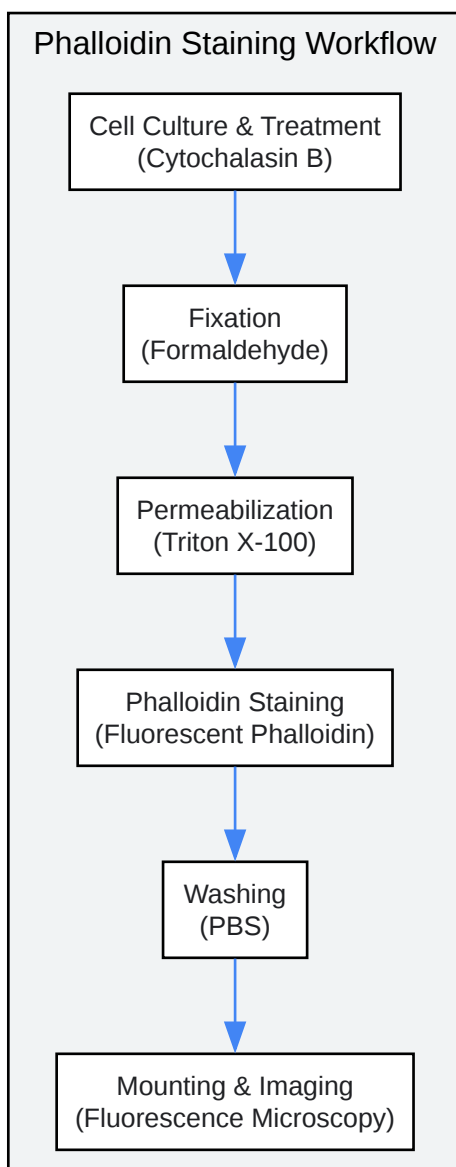 Phalloidin Staining Workflow
Cell Culture & Treatment
(Cytochalasin B)
Fixation
(Formaldehyde)
Permeabilization
(Triton X-100)
Phalloidin Staining
(Fluorescent Phalloidin)
Washing
(PBS)
Mounting & Imaging
(Fluorescence Microscopy)